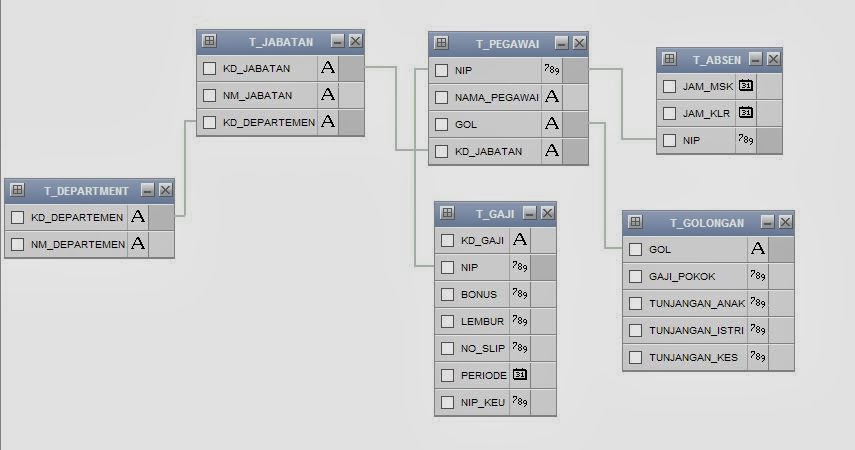 T_JABATAN
KD_JABATAN A
NM_JABATAN A
KD_DEPARTEMEN A
T_PEGAWAI
NIP 789
NAMA_PEGAWAI A
GOL A
KD_JABATAN A
T_ABSEN
JAM_MSK 31
JAM_KLR 31
NIP 789
T_DEPARTMENT
KD_DEPARTEMEN A
NM_DEPARTEMEN A
T_GAJI
KD_GAJI A
NIP 789
BONUS 789
LEMBUR 789
NO_SLIP 789
PERIODE 31
NIP_KEU 789
T_GOLONGAN
GOL A
GAJI_POKOK 789
TUNJANGAN_ANAK 789
TUNJANGAN_ISTRI 789
TUNJANGAN_KES 789